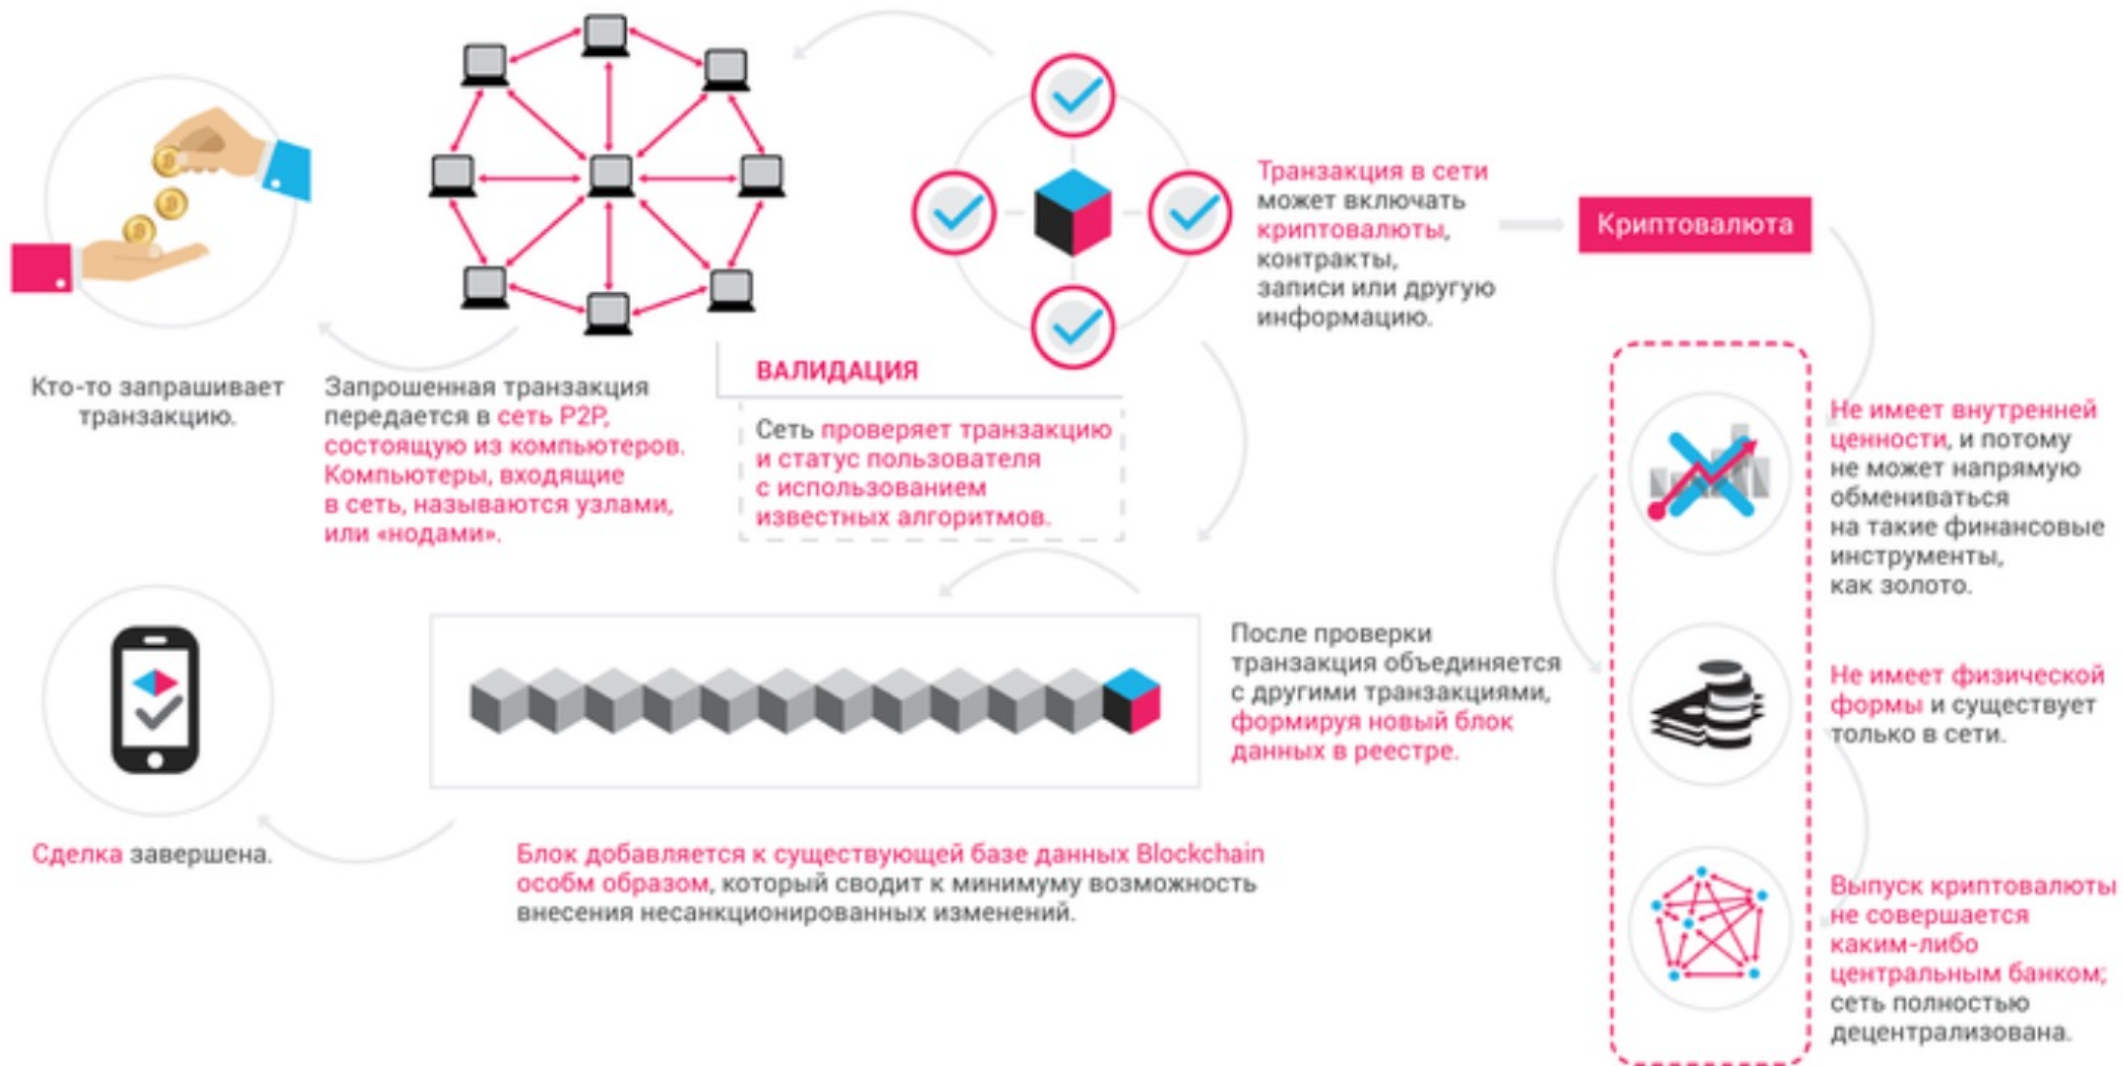 Кто-то запрашивает
транзакцию.
Запрошенная транзакция
передается в сеть P2P,
состоящую из компьютеров.
Компьютеры, входящие
в сеть, называются узлами,
или «нодами».
ВАЛИДАЦИЯ
Сеть проверяет транзакцию
и статус пользователя
с использованием
известных алгоритмов.
Транзакция в сети
может включать
криптовалюты,
контракты,
записи или другую
информацию.
Криптовалюта
Не имеет внутренней
ценности, и потому
не может напрямую
обмениваться
на такие финансовые
инструменты,
как золото.
Не имеет физической
формы и существует
только в сети.
Выпуск криптовалюты
не совершается
каким-либо
центральным банком;
сеть полностью
децентрализована.
После проверки
транзакция объединяется
с другими транзакциями,
формируя новый блок
данных в реестре.
Блок добавляется к существующей базе данных Blockchain
особм образом, который сводит к минимуму возможность
внесения несанкционированных изменений.
Сделка завершена.